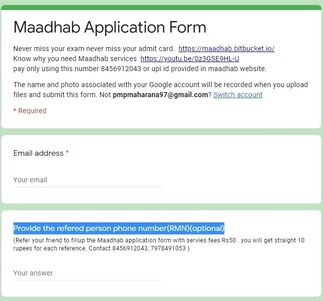 Maadhab Application Form
Never miss your exam never miss your admit card. https://maadhab.bitbucket.io/
Know why you need Maadhab services https://youtu.be/0z3GSE9HL-U
pay only using this number 8456912043 or upi id provided in maadhab website.
The name and photo associated with your Google account will be recorded when you upload
files and submit this form. Not pmpmaharana97@gmail.com? Switch account
* Required
Email address *
Your email
Provide the refered person phone number(RMN)(optional)
(Refer your friend to fillup the Maadhab application form with servies fees Rs50 , you will get straight 10
rupees for each reference. Contact 8456912043, 7978491053 )
Your answer